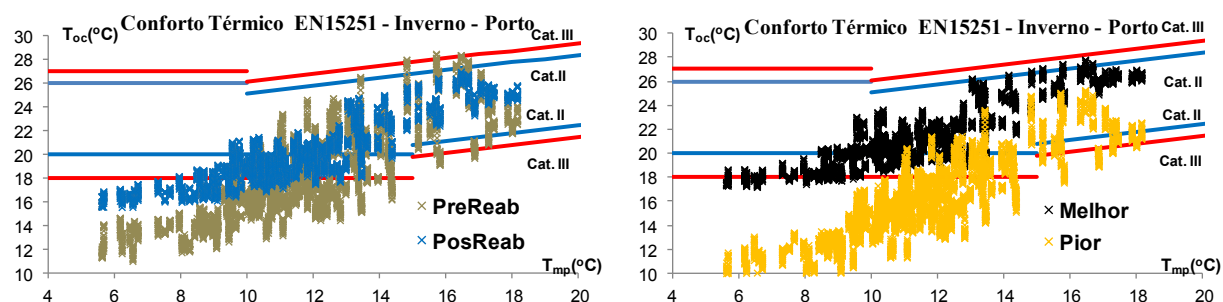 Conforto Térmico EN15251 - Inverno - Porto
Toc(ºC)
30
28
26
24
22
20
18
16
14
12
10
4 6 8 10 12 14 16 18 20
Cat. III
Cat.II
Cat. II
Cat. III
PreReab
PosReab
Tmp(ºC)
Conforto Térmico EN15251 - Inverno - Porto
Toc(ºC)
30
28
26
24
22
20
18
16
14
12
10
4 6 8 10 12 14 16 18 20
Cat. III
Cat.II
Cat. II
Cat. III
Melhor
Pior
Tmp(ºC)